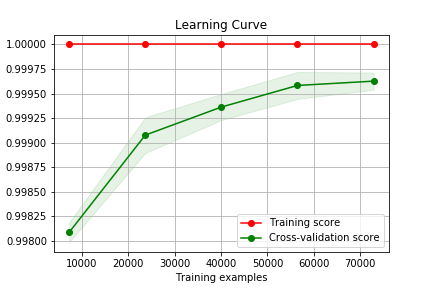 Learning Curve
1.00000
0.99975
0.99950
0.99925
0.99900
0.99875
0.99850
0.99825
0.99800
Training score
Cross-validation score
10000 20000 30000 40000 50000 60000 70000
Training examples